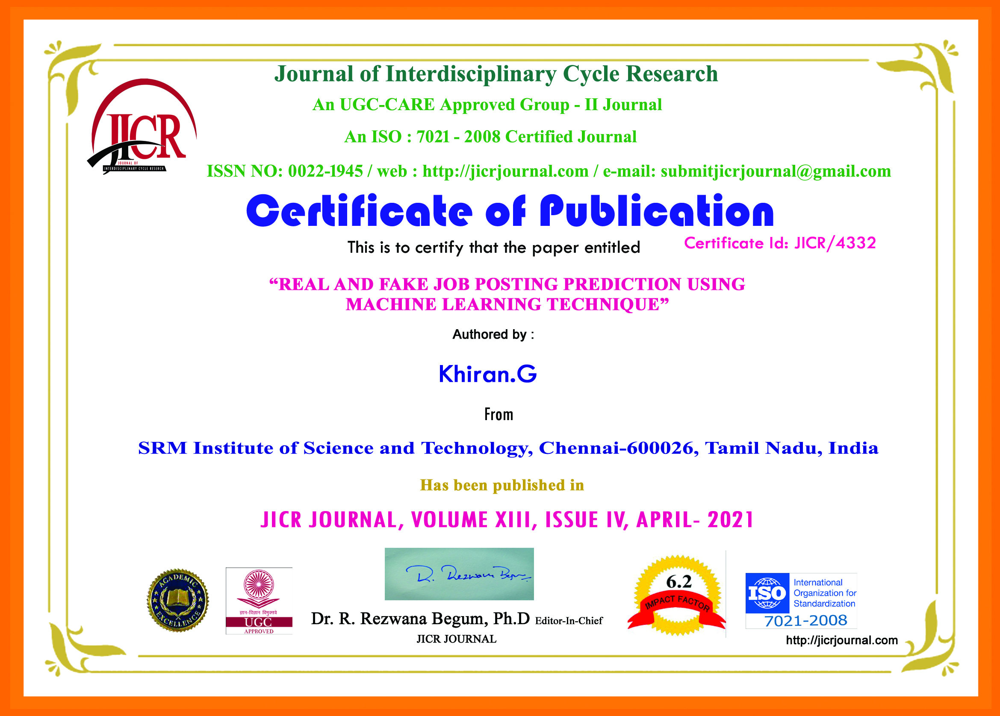 Journal of Interdisciplinary Cycle Research
An UGC-CARE Approved Group - II Journal
An ISO : 7021 - 2008 Certified Journal
JICR
JOURNAL OF
INTERDISCIPLINARY CYCLE RESERCH
ISSN NO: 0022-1945 / web : http://jicrjournal.com / e-mail: submitjicrjournal@gmail.com
Certificate of Publication
This is to certify that the paper entitled
Certificate Id: JICR/4332
“REAL AND FAKE JOB POSTING PREDICTION USING
MACHINE LEARNING TECHNIQUE”
Authored by :
Khiran.G
From
SRM Institute of Science and Technology, Chennai-600026, Tamil Nadu, India
Has been published in
JICR JOURNAL, VOLUME XIII, ISSUE IV, APRIL- 2021
ACADEMIC
EXCELLENCE
ज्ञान-विज्ञान विमुक्तये
UGC
APPROVED
R. Rezwana Begum
Dr. R. Rezwana Begum, Ph.D Editor-In-Chief
JICR JOURNAL
6.2
IMPACT FACTOR
ISO
International
Organization for
Standardization
7021-2008
http://jicrjournal.com